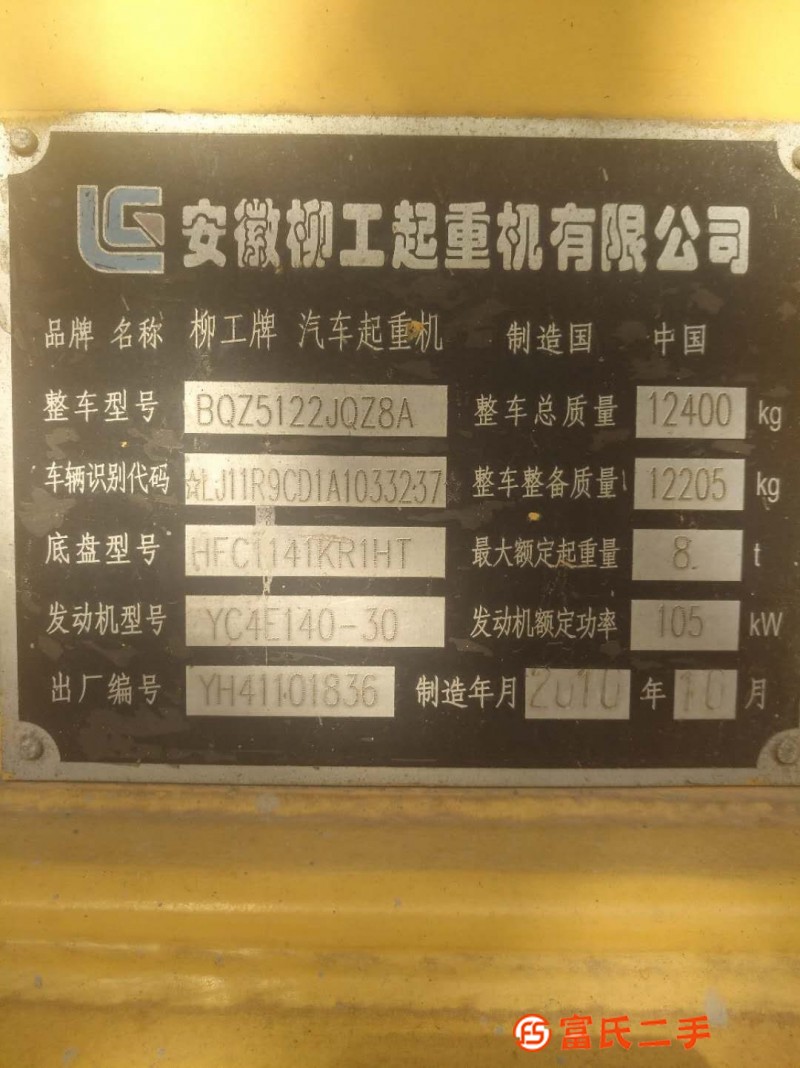 LG 安徽柳工起重机有限公司
品牌 名称 柳工牌 汽车起重机 制造国 中国
整车型号 BQZ5122JQZ8A 整车总质量 12400 kg
车辆识别代码 ☆LJ11R9CD1A1033237 整车整备质量 12205 kg
底盘型号 HFC1141KR1HT 最大额定起重量 8. t
发动机型号 YC4E140-30 发动机额定功率 105 kW
出厂编号 YH41101836 制造年月 2010 年 10 月
FS 富氏二手